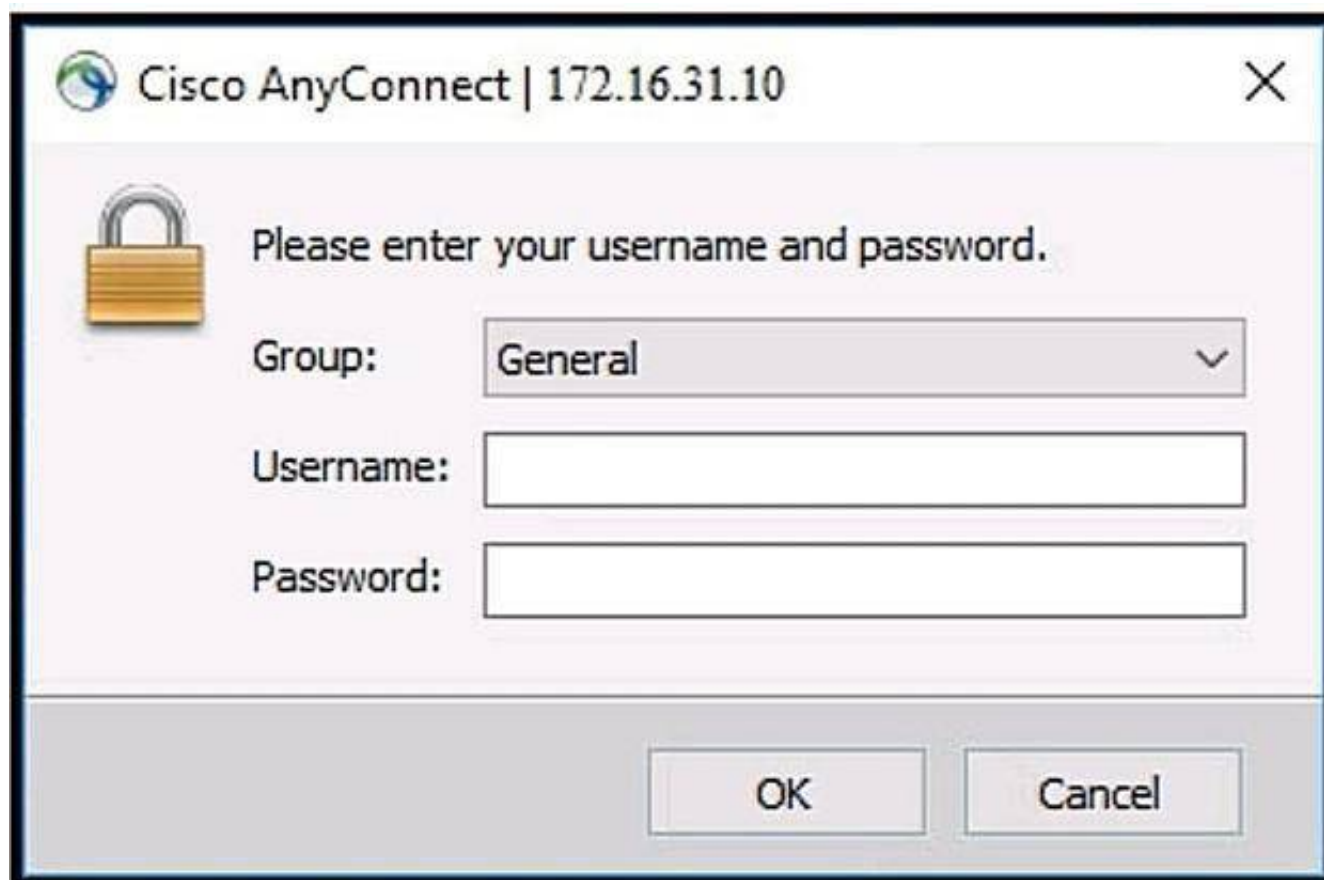 Cisco AnyConnect | 172.16.31.10
Please enter your username and password.
Group: General
Username:
Password:
OK Cancel